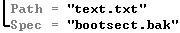 Path = "text.txt"
Spec = "bootsect.bak"